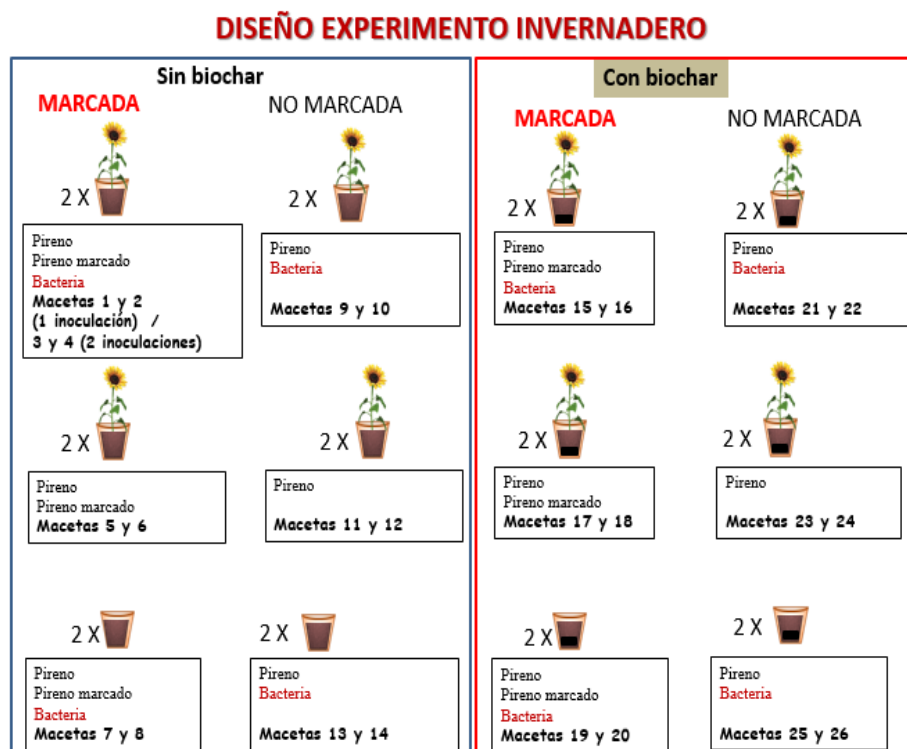 DISEÑO EXPERIMENTO INVERNADERO
Sin biochar
MARCADA
NO MARCADA
2 X
2 X
Pireno
Pireno marcado
Bacteria
Macetas 1 y 2
(1 inoculación) /
3 y 4 (2 inoculaciones)
Pireno
Bacteria
Macetas 9 y 10
2 X
2 X
Pireno
Pireno marcado
Macetas 5 y 6
Pireno
Macetas 11 y 12
2 X
2 X
Pireno
Pireno marcado
Bacteria
Macetas 7 y 8
Pireno
Bacteria
Macetas 13 y 14
Con biochar
MARCADA
NO MARCADA
2 X
2 X
Pireno
Pireno marcado
Bacteria
Macetas 15 y 16
Pireno
Bacteria
Macetas 21 y 22
2 X
2 X
Pireno
Pireno marcado
Macetas 17 y 18
Pireno
Macetas 23 y 24
2 X
2 X
Pireno
Pireno marcado
Bacteria
Macetas 19 y 20
Pireno
Bacteria
Macetas 25 y 26